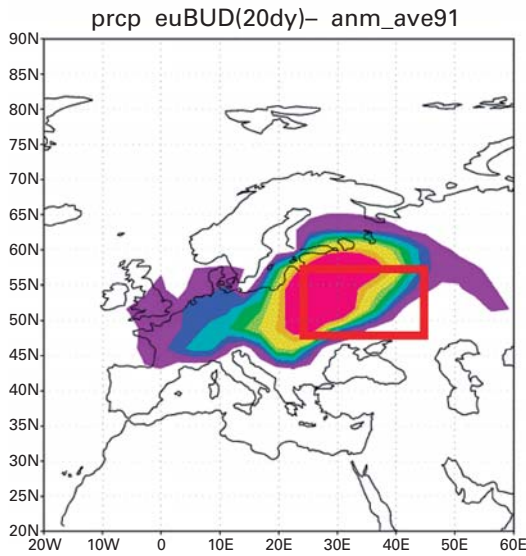 prcp euBUD(20dy)– anm_ave91
90N
85N
80N
75N
70N
65N
60N
55N
50N
45N
40N
35N
30N
25N
20N
20W 10W 0 10E 20E 30E 40E 50E 60E